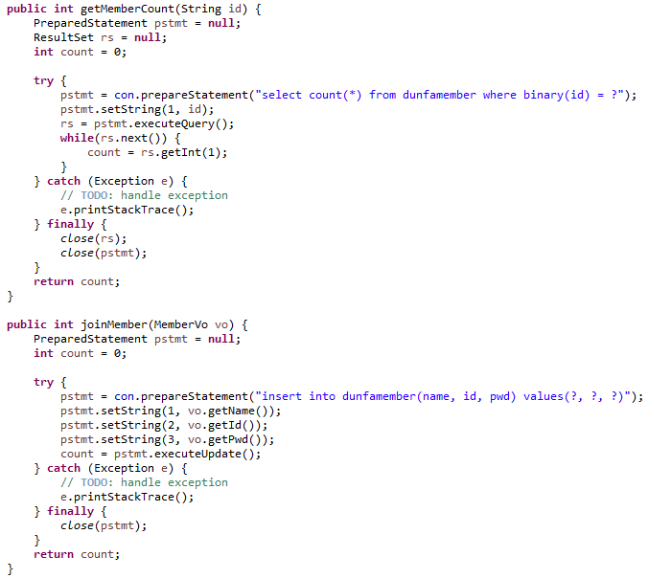 public int getMemberCount(String id) {
    PreparedStatement pstmt = null;
    ResultSet rs = null;
    int count = 0;

    try {
        pstmt = con.prepareStatement("select count(*) from dunfamember where binary(id) = ?");
        pstmt.setString(1, id);
        rs = pstmt.executeQuery();
        while(rs.next()) {
            count = rs.getInt(1);
        }
    } catch (Exception e) {
        // TODO: handle exception
        e.printStackTrace();
    } finally {
        close(rs);
        close(pstmt);
    }
    return count;
}

public int joinMember(MemberVo vo) {
    PreparedStatement pstmt = null;
    int count = 0;

    try {
        pstmt = con.prepareStatement("insert into dunfamember(name, id, pwd) values(?, ?, ?)");
        pstmt.setString(1, vo.getName());
        pstmt.setString(2, vo.getId());
        pstmt.setString(3, vo.getPwd());
        count = pstmt.executeUpdate();
    } catch (Exception e) {
        // TODO: handle exception
        e.printStackTrace();
    } finally {
        close(pstmt);
    }
    return count;
}